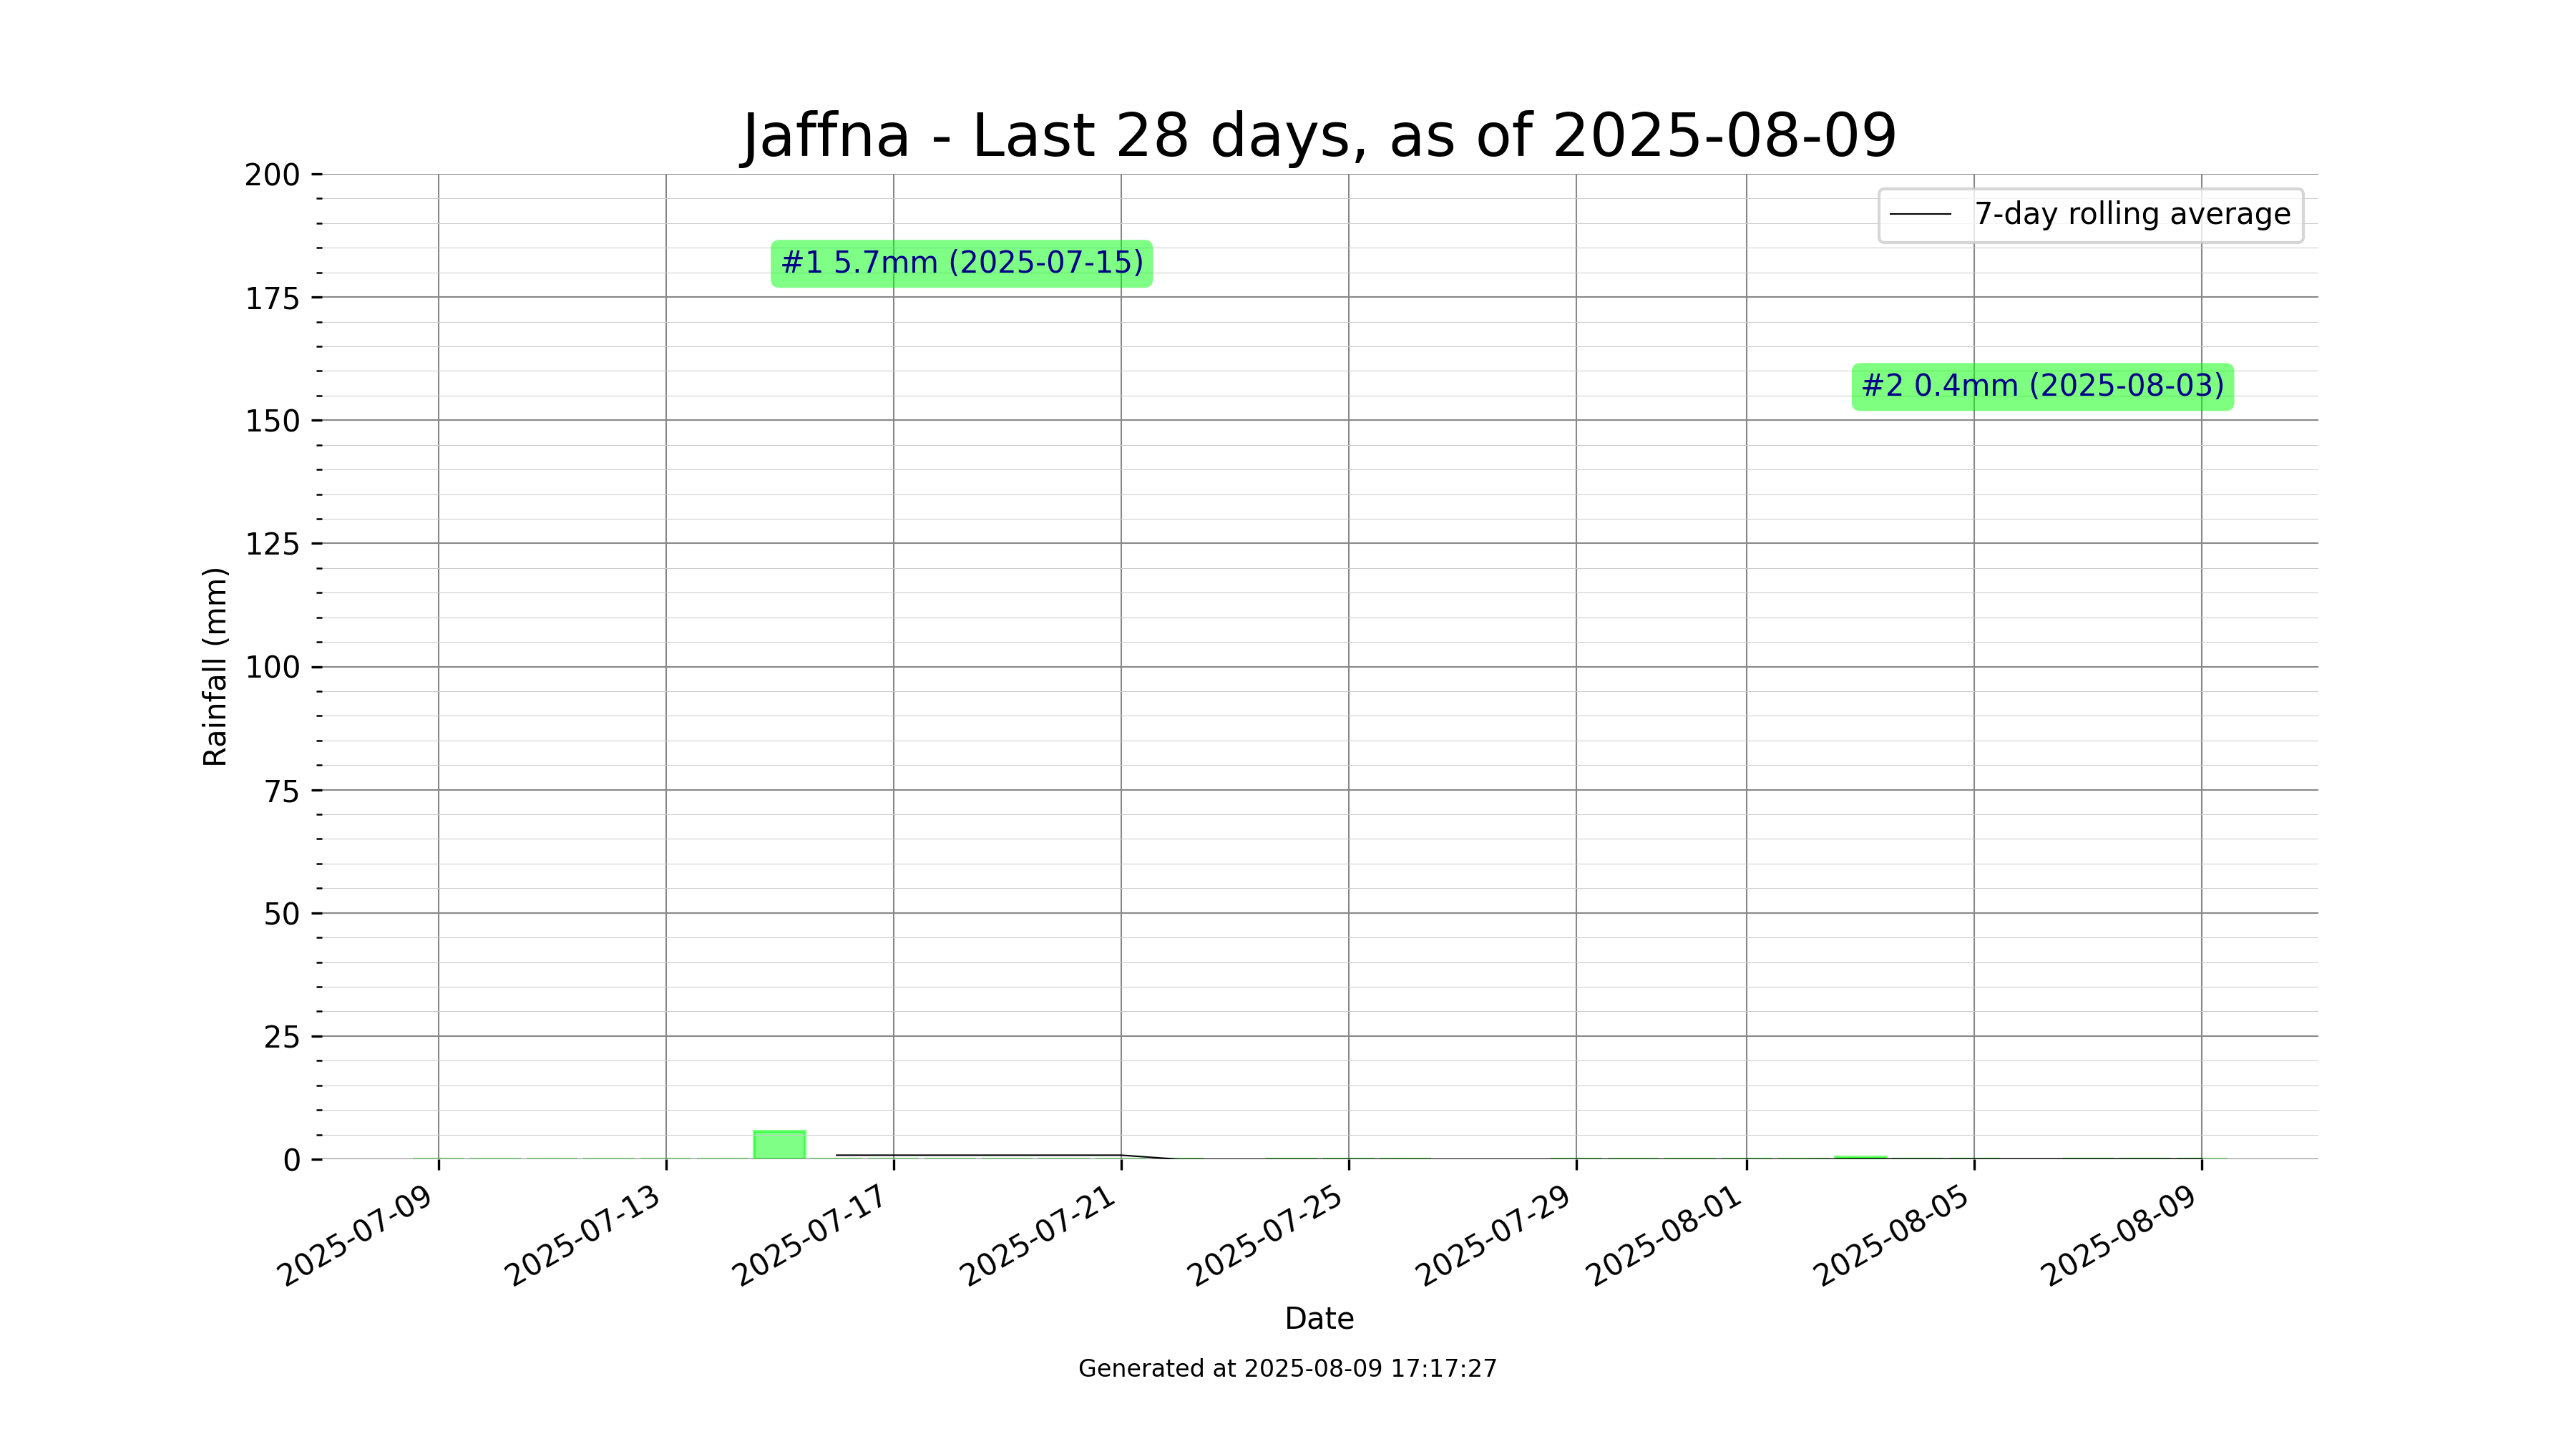 Jaffna - Last 28 days, as of 2025-08-09
200
175
150
125
100
75
50
25
0
Rainfall (mm)
7-day rolling average
#1 5.7mm (2025-07-15)
#2 0.4mm (2025-08-03)
2025-07-09
2025-07-13
2025-07-17
2025-07-21
2025-07-25
2025-07-29
2025-08-01
2025-08-05
2025-08-09
Date
Generated at 2025-08-09 17:17:27